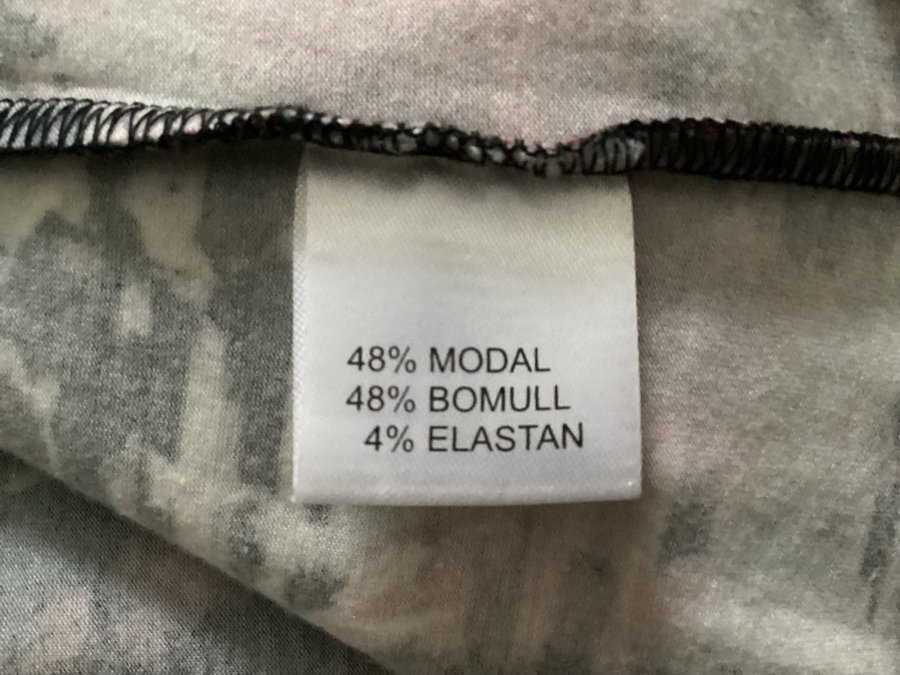 48% MODAL
48% BOMULL
4% ELASTAN